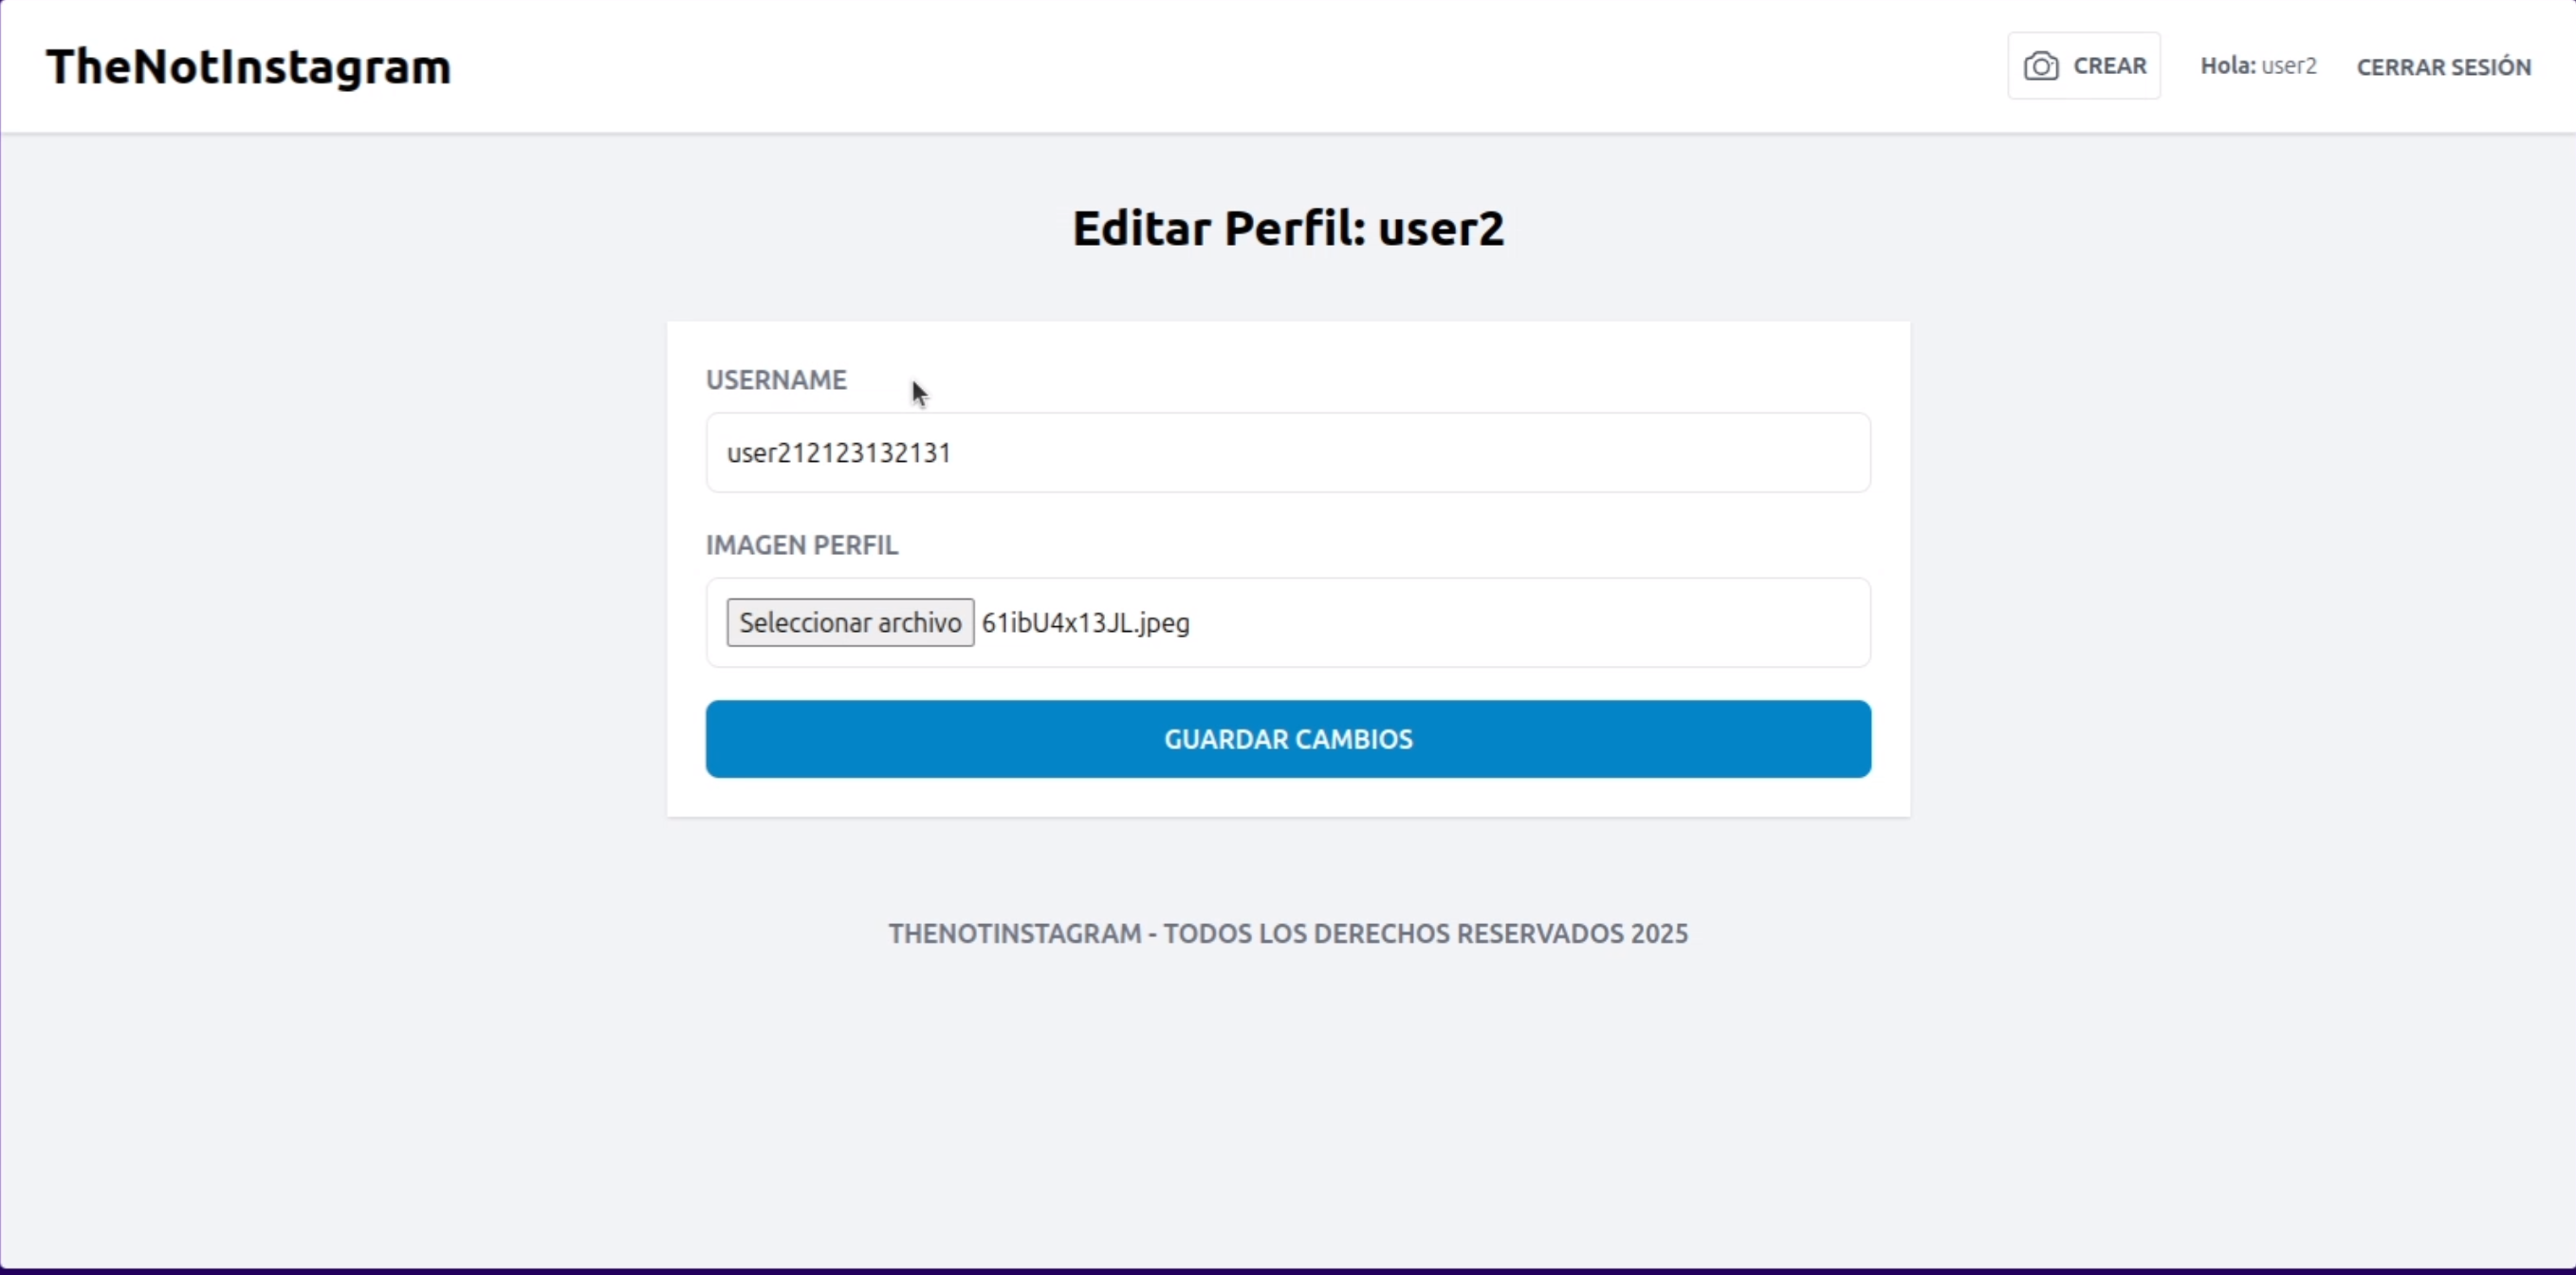 TheNotInstagram
CREAR
Hola: user2
CERRAR SESIÓN
Editar Perfil: user2
USERNAME
user212123132131
IMAGEN PERFIL
Seleccionar archivo 61ibU4x13JL.jpeg
GUARDAR CAMBIOS
THENOTINSTAGRAM - TODOS LOS DERECHOS RESERVADOS 2025